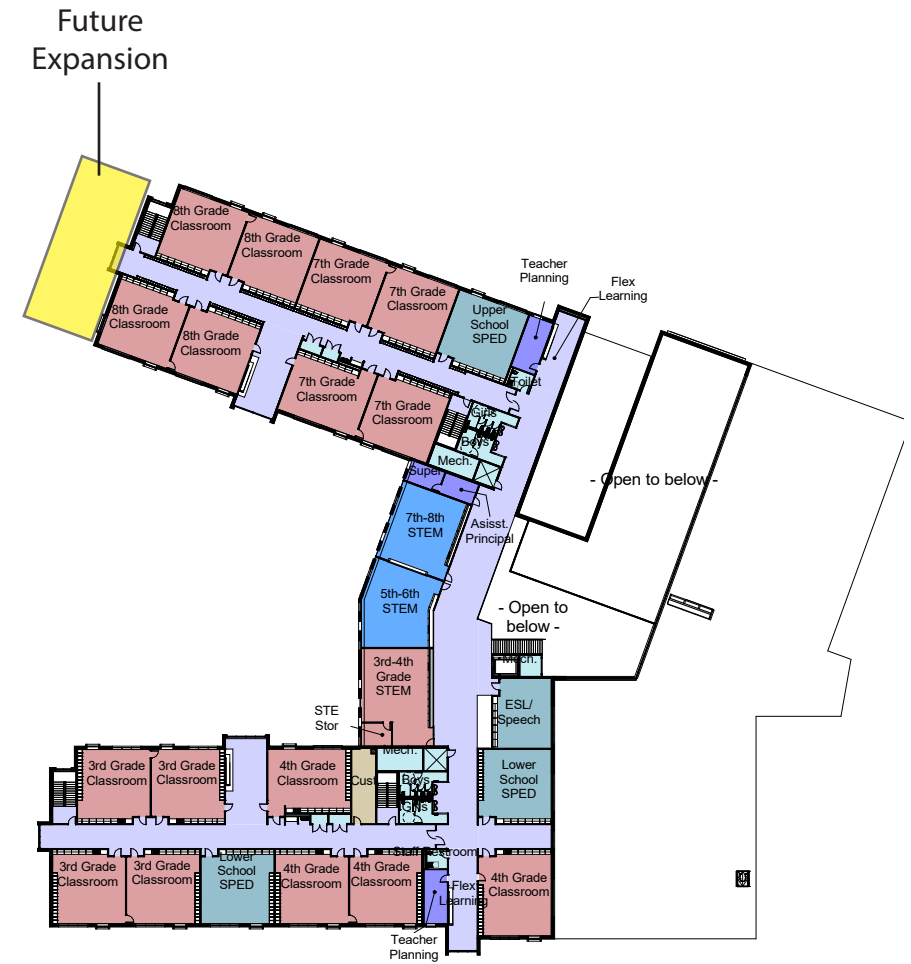 Future
Expansion
8th Grade
Classroom
8th Grade
Classroom
7th Grade
Classroom
7th Grade
Classroom
Upper
School
SPED
Teacher
Planning
Flex
Learning
8th Grade
Classroom
8th Grade
Classroom
7th Grade
Classroom
7th Grade
Classroom
Toilet
Girls
Boys
Mech.
Super
Asisst.
Principal
- Open to below -
7th-8th
STEM
5th-6th
STEM
- Open to
below -
Mech.
3rd-4th
Grade
STEM
ESL/
Speech
STE
Stor
Mech.
3rd Grade
Classroom
3rd Grade
Classroom
4th Grade
Classroom
Cust
Boys
Girls
Lower
School
SPED
Staff Restroom
3rd Grade
Classroom
3rd Grade
Classroom
Lower
School
SPED
4th Grade
Classroom
4th Grade
Classroom
Flex
Learning
4th Grade
Classroom
Teacher
Planning